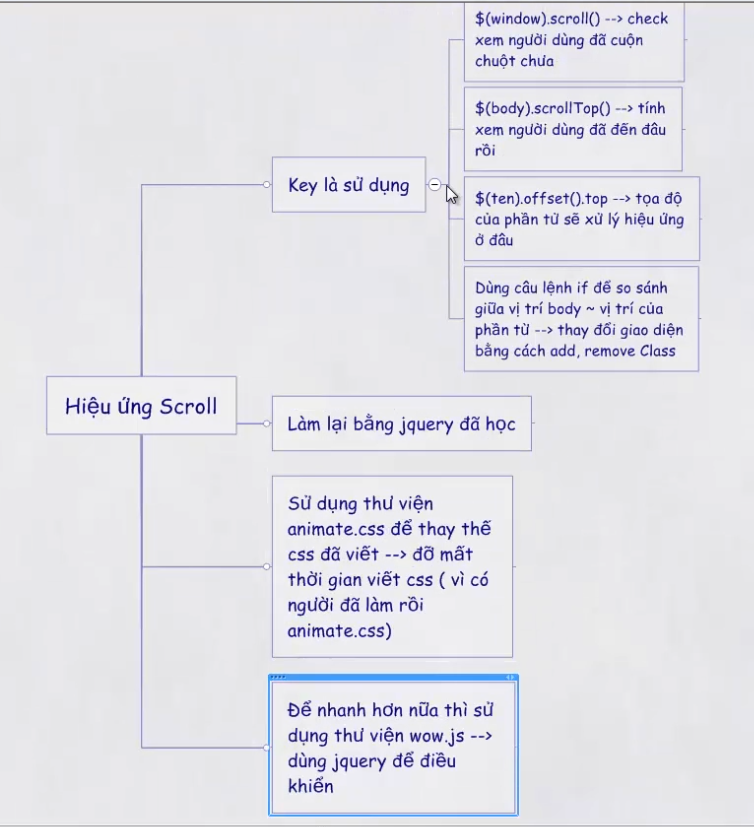 $(window).scroll() --> check
xem người dùng đã cuộn
chuột chưa
$(body).scrollTop() --> tính
xem người dùng đã đến đâu
rồi
Key là sử dụng
$(ten).offset().top --> tọa độ
của phần tử sẽ xử lý hiệu ứng
ở đâu
Dùng câu lệnh if để so sánh
giữa vị trí body ~ vị trí của
phần từ --> thay đổi giao diện
bằng cách add, remove Class
Hiệu ứng Scroll
Làm lại bằng jquery đã học
Sử dụng thư viện
animate.css để thay thế
css đã viết --> đỡ mất
thời gian viết css ( vì có
người đã làm rồi
animate.css)
Để nhanh hơn nữa thì sử
dụng thư viện wow.js -->
dùng jquery để điều
khiển